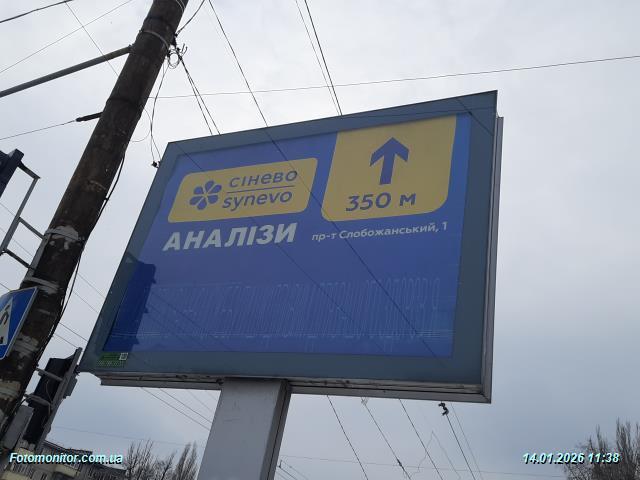 сінево
synevo
350 м
АНАЛІЗИ
пр-т Слобожанський, 1
Fotomonitor.com.ua
14.01.2026 11:38